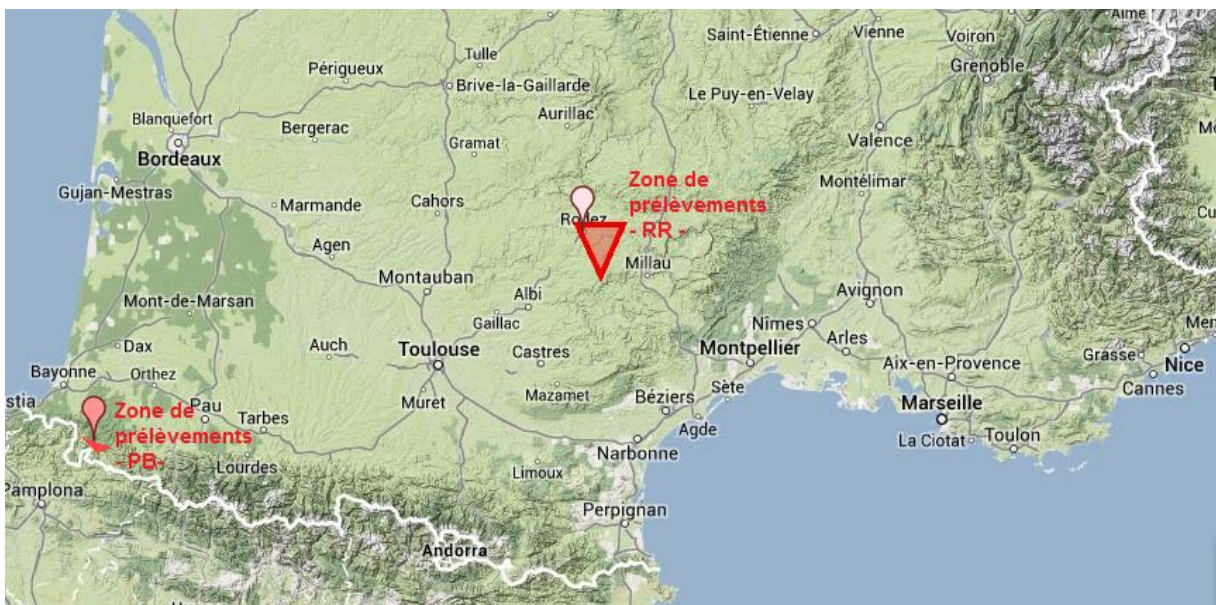 Aime
Saint-Étienne
Vienne
Voiron
Tulle
Grenoble
Périgueux
Brive-la-Gaillarde
Le Puy-en-Velay
Aurillac
Blanquefort
Bergerac
Gramat
Valence
Bordeaux
Zone de
prélèvements
- RR -
Montélimar
Gujan-Mestras
Marmande
Cahors
Rodez
Agen
Millau
Montauban
Albi
Avignon
Mont-de-Marsan
Gaillac
Nîmes
Dax
Auch
Toulouse
Castres
Montpellier
Arles
Aix-en-Provence
Grasse
Nice
Bayonne
Orthez
Mazamet
Sète
Cannes
Zone de
prélèvements
- PB-
Pau
Tarbes
Muret
Béziers
Agde
Marseille
La Ciotat
Toulon
Lourdes
Limoux
Narbonne
Pamplona
Perpignan
Andorra